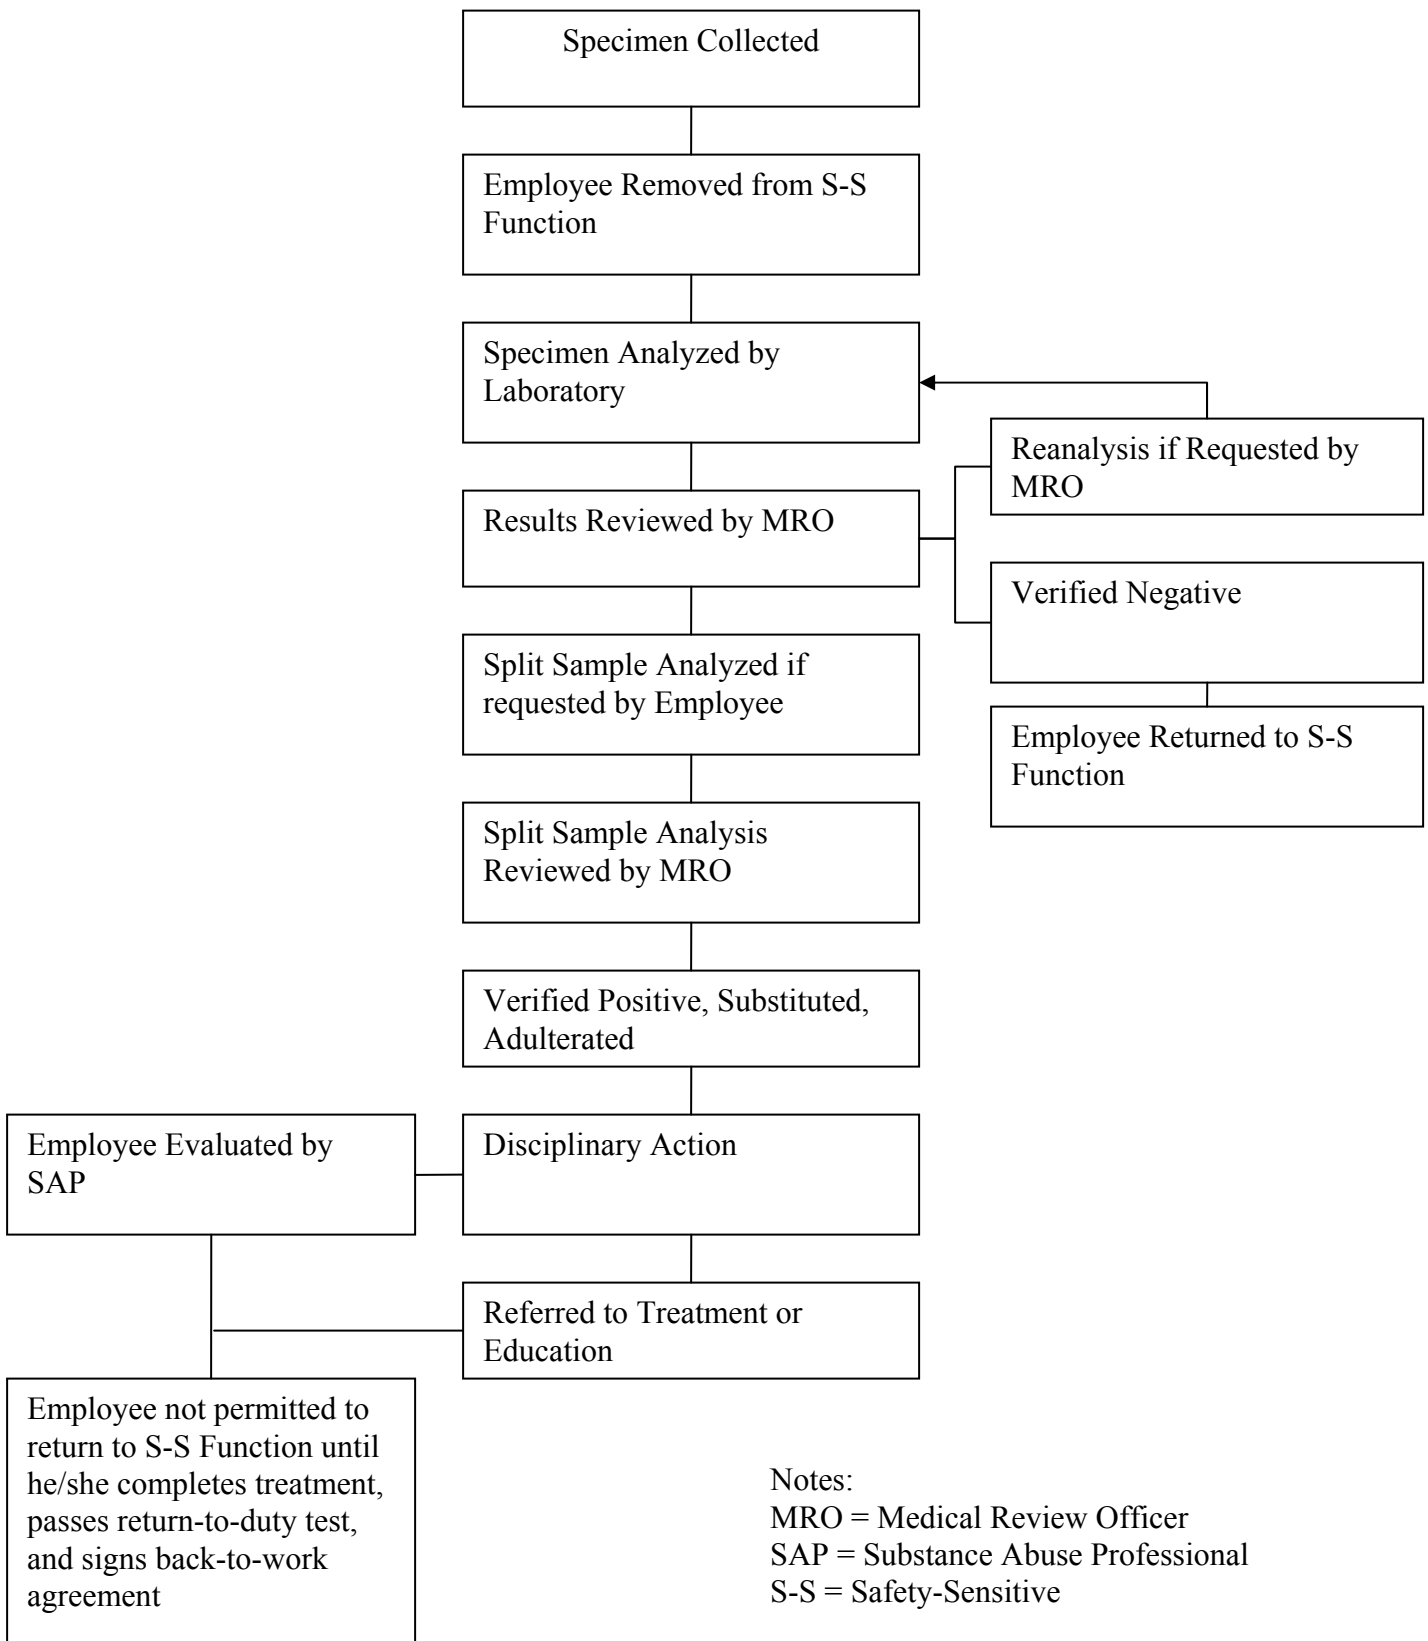 Specimen Collected
Employee Removed from S-S
Function
Specimen Analyzed by
Laboratory
Reanalysis if Requested by
MRO
Results Reviewed by MRO
Verified Negative
Split Sample Analyzed if
requested by Employee
Employee Returned to S-S
Function
Split Sample Analysis
Reviewed by MRO
Verified Positive, Substituted,
Adulterated
Employee Evaluated by
SAP
Disciplinary Action
Referred to Treatment or
Education
Employee not permitted to
return to S-S Function until
he/she completes treatment,
passes return-to-duty test,
and signs back-to-work
agreement
Notes:
MRO = Medical Review Officer
SAP = Substance Abuse Professional
S-S = Safety-Sensitive